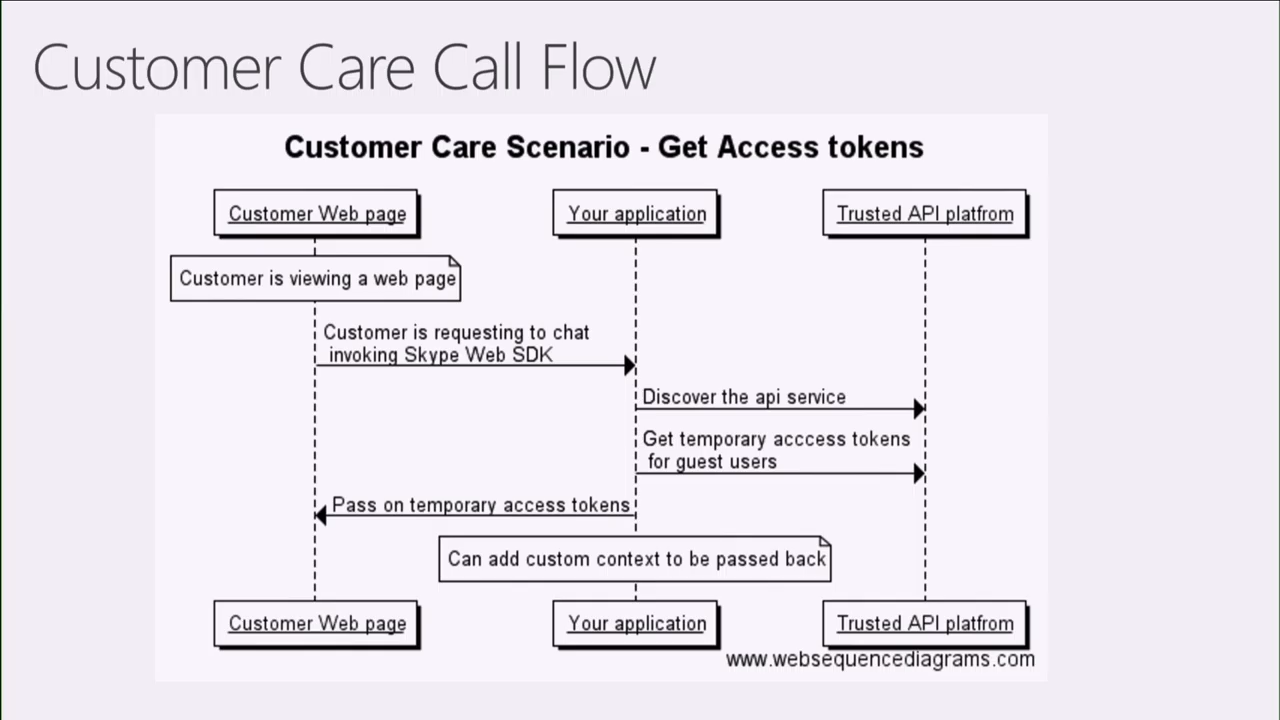 Customer Care Call Flow
Customer Care Scenario - Get Access tokens
Customer Web page
Your application
Trusted API platfrom
Customer is viewing a web page
Customer is requesting to chat
invoking Skype Web SDK
Discover the api service
Get temporary acccess tokens
for guest users
Pass on temporary access tokens
Can add custom context to be passed back
Customer Web page
Your application
Trusted API platfrom
www.websequencediagrams.com